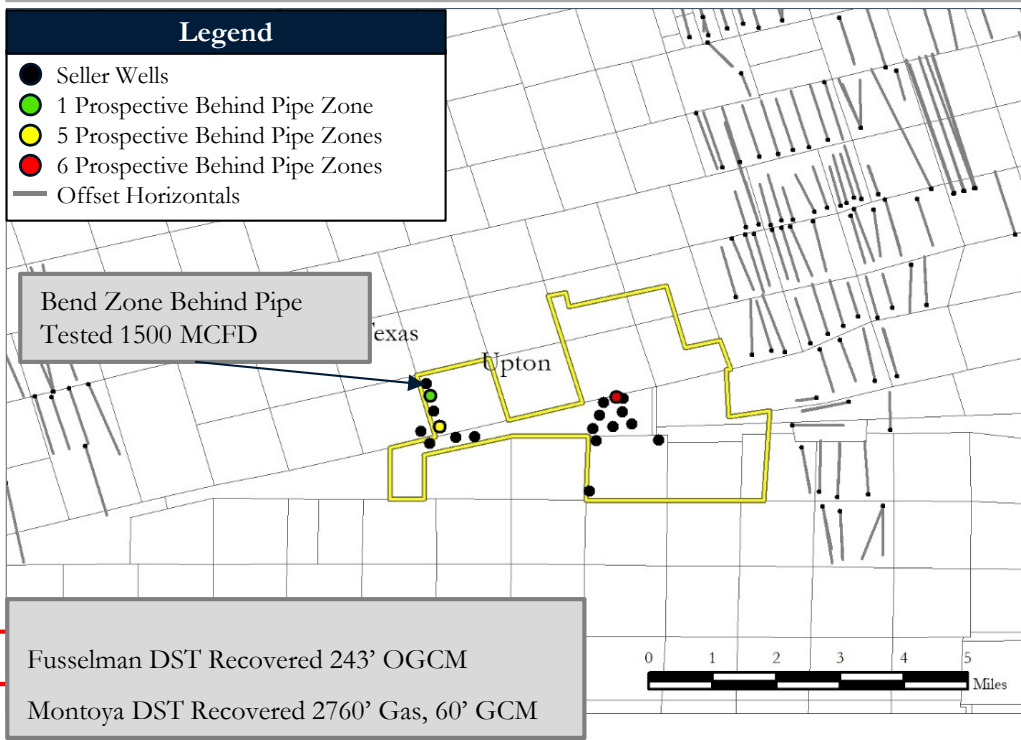 Legend
Seller Wells
1 Prospective Behind Pipe Zone
5 Prospective Behind Pipe Zones
6 Prospective Behind Pipe Zones
Offset Horizontals
Bend Zone Behind Pipe
Tested 1500 MCFD
exas
Upton
Fusselman DST Recovered 243' OGCM
Montoya DST Recovered 2760' Gas, 60' GCM
0 1 2 3 4 5
Miles